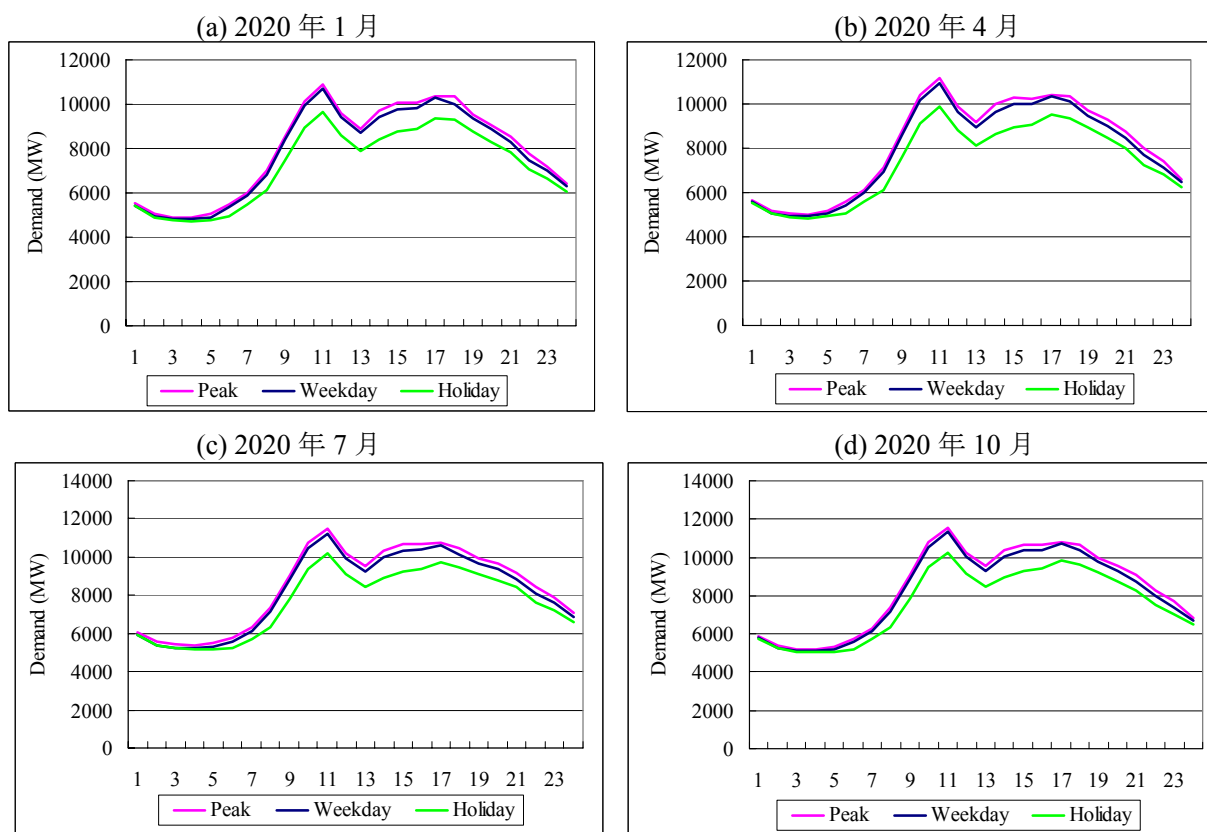 (a) 2020 年 1 月
12000
10000
8000
6000
4000
2000
0
Demand (MW)
1 3 5 7 9 11 13 15 17 19 21 23
Peak Weekday Holiday
(b) 2020 年 4 月
12000
10000
8000
6000
4000
2000
0
Demand (MW)
1 3 5 7 9 11 13 15 17 19 21 23
Peak Weekday Holiday
(c) 2020 年 7 月
14000
12000
10000
8000
6000
4000
2000
0
Demand (MW)
1 3 5 7 9 11 13 15 17 19 21 23
Peak Weekday Holiday
(d) 2020 年 10 月
14000
12000
10000
8000
6000
4000
2000
0
Demand (MW)
1 3 5 7 9 11 13 15 17 19 21 23
Peak Weekday Holiday